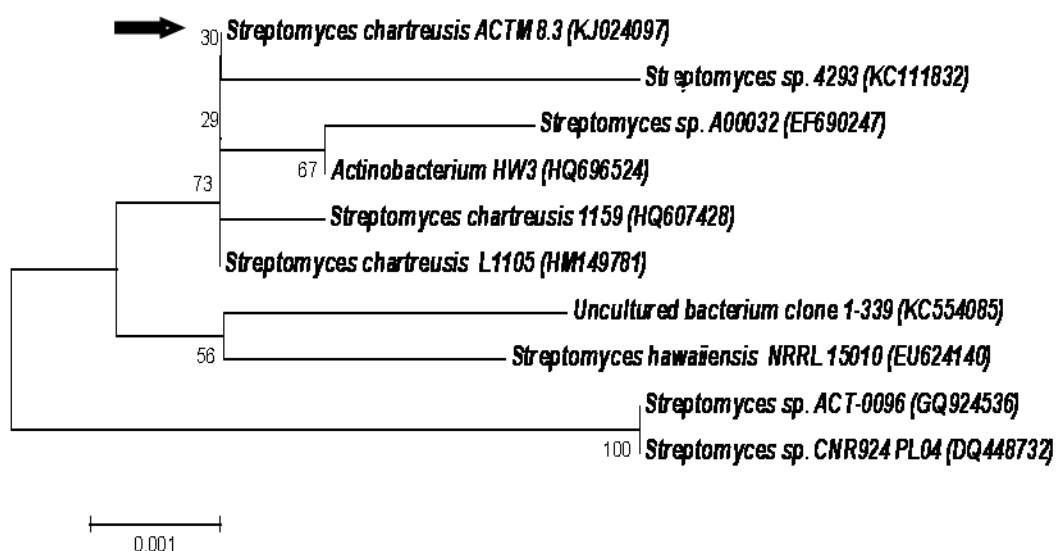 30 Streptomyces chartreusis ACTM 8.3 (KJ024097)
Streptomyces sp. 4293 (KC111832)
29
Streptomyces sp. A00032 (EF690247)
67 Actinobacterium HW3 (HQ696524)
73
Streptomyces chartreusis 1159 (HQ607428)
Streptomyces chartreusis L1105 (HM149781)
Uncultured bacterium clone 1-339 (KC554085)
56
Streptomyces hawaiiensis NRRL 15010 (EU624140)
Streptomyces sp. ACT-0096 (GQ924536)
100 Streptomyces sp. CNR924 PL04 (DQ448732)
0.001